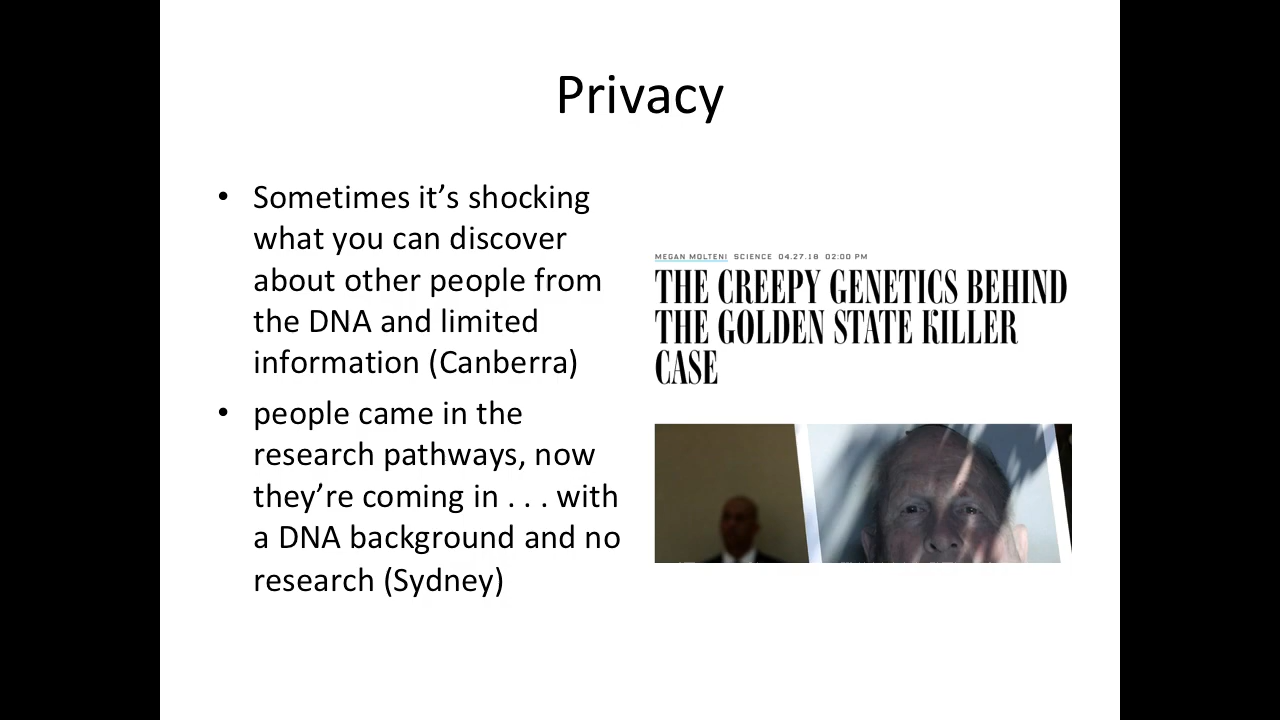 Privacy
• Sometimes it’s shocking
what you can discover
about other people from
the DNA and limited
information (Canberra)
• people came in the
research pathways, now
they’re coming in . . . with
a DNA background and no
research (Sydney)
MEGAN MOLTENI SCIENCE 04.27.18 02:00 PM
THE CREEPY GENETICS BEHIND
THE GOLDEN STATE KILLER
CASE